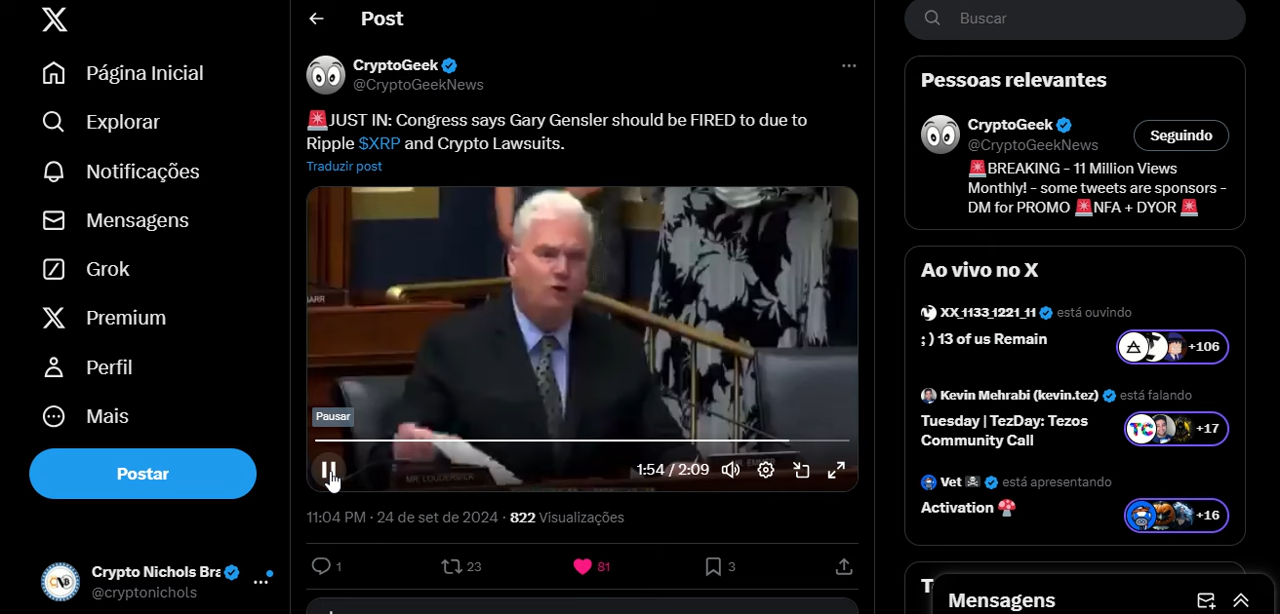 Página Inicial
Explorar
Notificações
Mensagens
Grok
Premium
Perfil
Mais
Postar
Crypto Nichols Bra
@cryptonichols
Post
CryptoGeek
@CryptoGeekNews
🚨JUST IN: Congress says Gary Gensler should be FIRED to due to
Ripple $XRP and Crypto Lawsuits.
Traduzir post
BARR
Pausar
1:54 / 2:09
MR. EMMER
MR LOUDERMILK
11:04 PM · 24 de set de 2024 · 822 Visualizações
1
23
81
3
Buscar
Pessoas relevantes
CryptoGeek
@CryptoGeekNews
Seguindo
🚨BREAKING - 11 Million Views
Monthly! - some tweets are sponsors -
DM for PROMO 🚨NFA + DYOR 🚨
Ao vivo no X
XX_1133_1221_11 está ouvindo
; ) 13 of us Remain
+106
Kevin Mehrabi (kevin.tez) está falando
Tuesday | TezDay: Tezos
Community Call
+17
Vet ☠️ está apresentando
Activation 🍄
+16
Mensagens